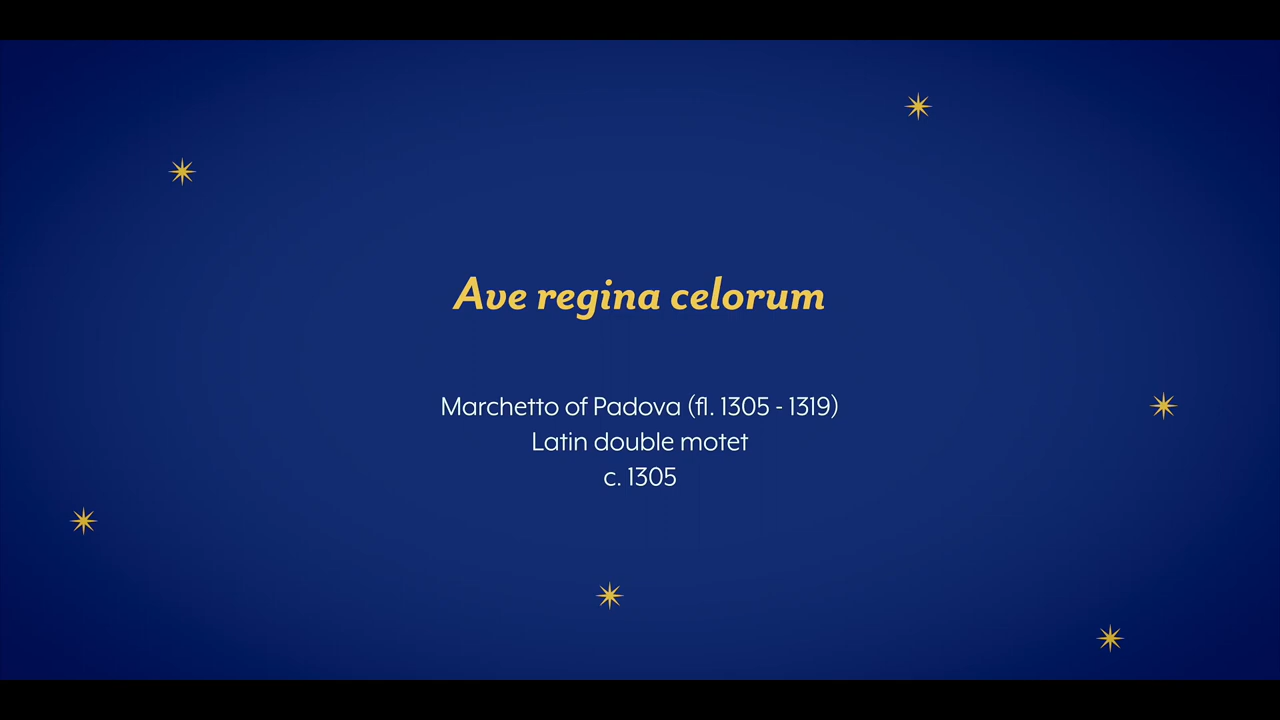 Ave regina celorum
Marchetto of Padova (fl. 1305 - 1319)
Latin double motet
c. 1305